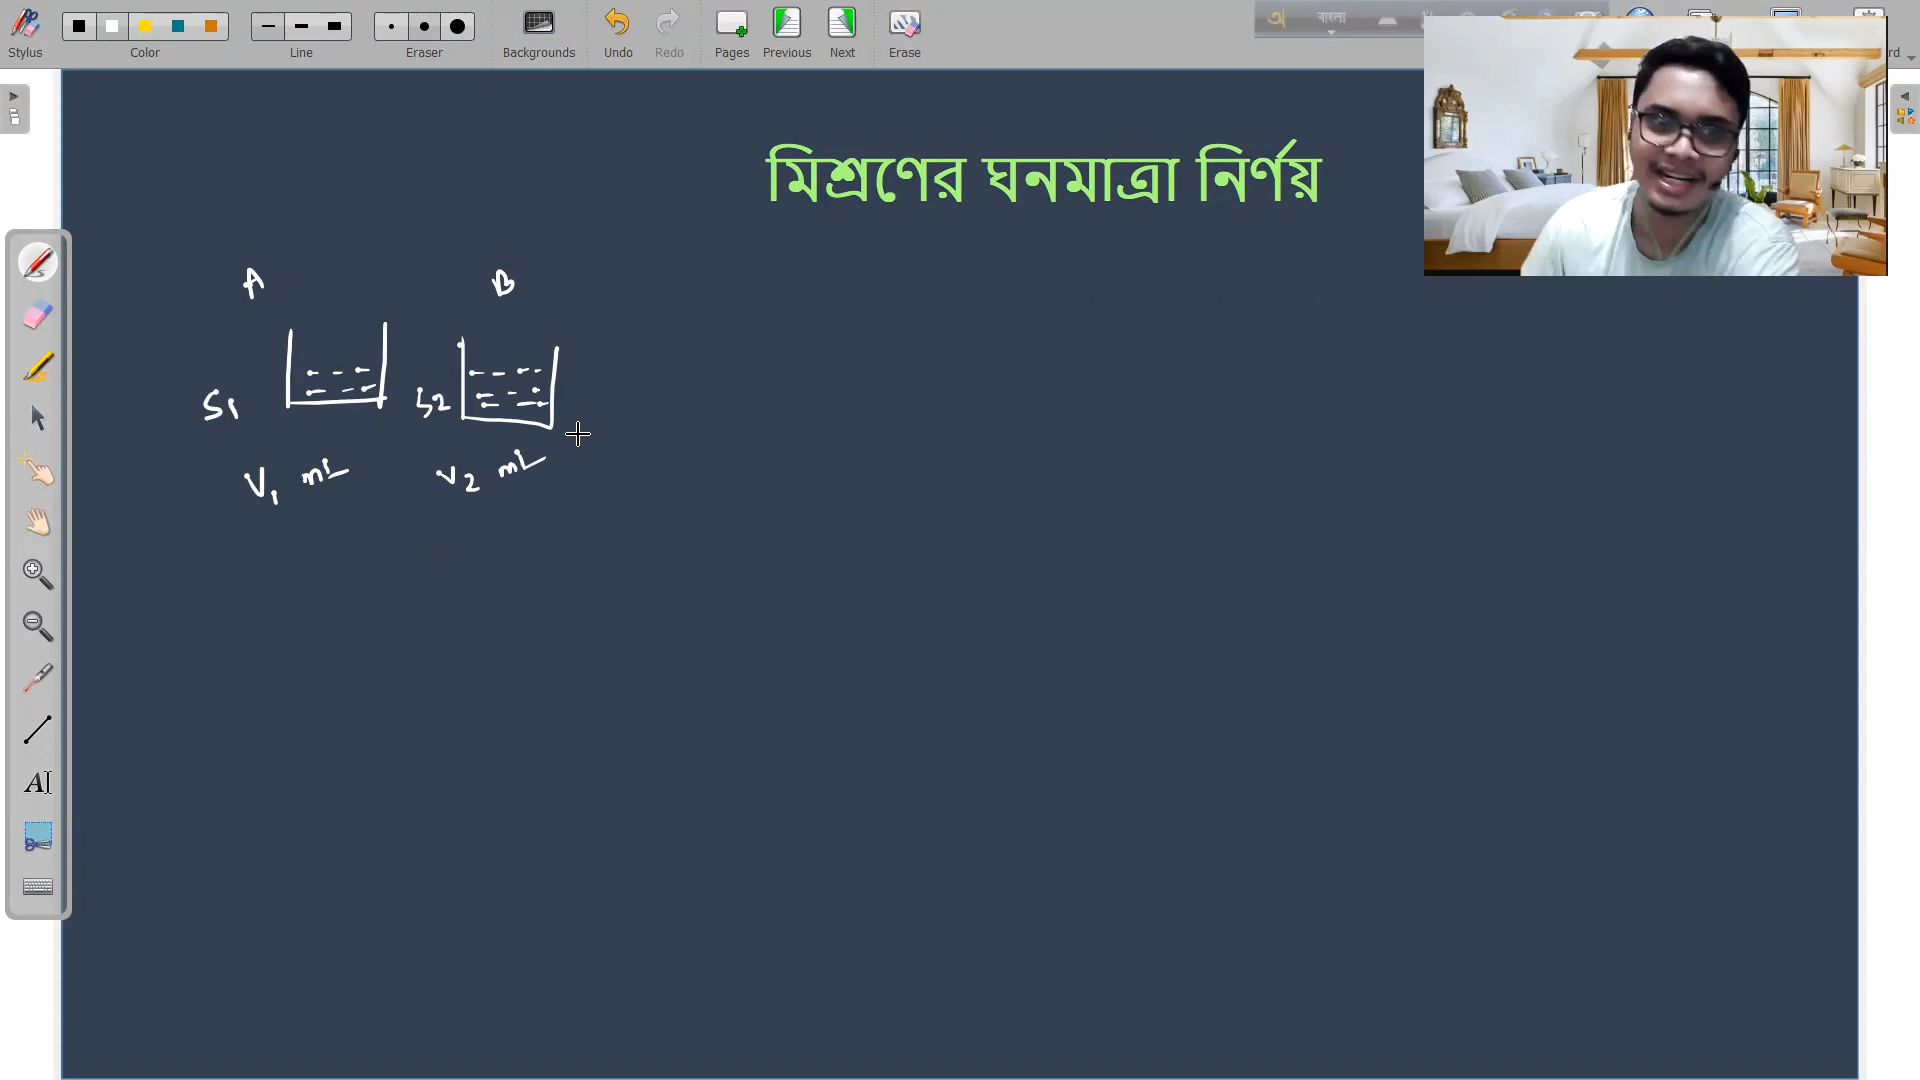 Stylus Color Line Eraser Backgrounds Undo Redo Pages Previous Next Erase
অ বাংলা
rd
মিশ্রণের ঘনমাত্রা নির্ণয়
A B
S1 S2
V1 mL V2 mL
A